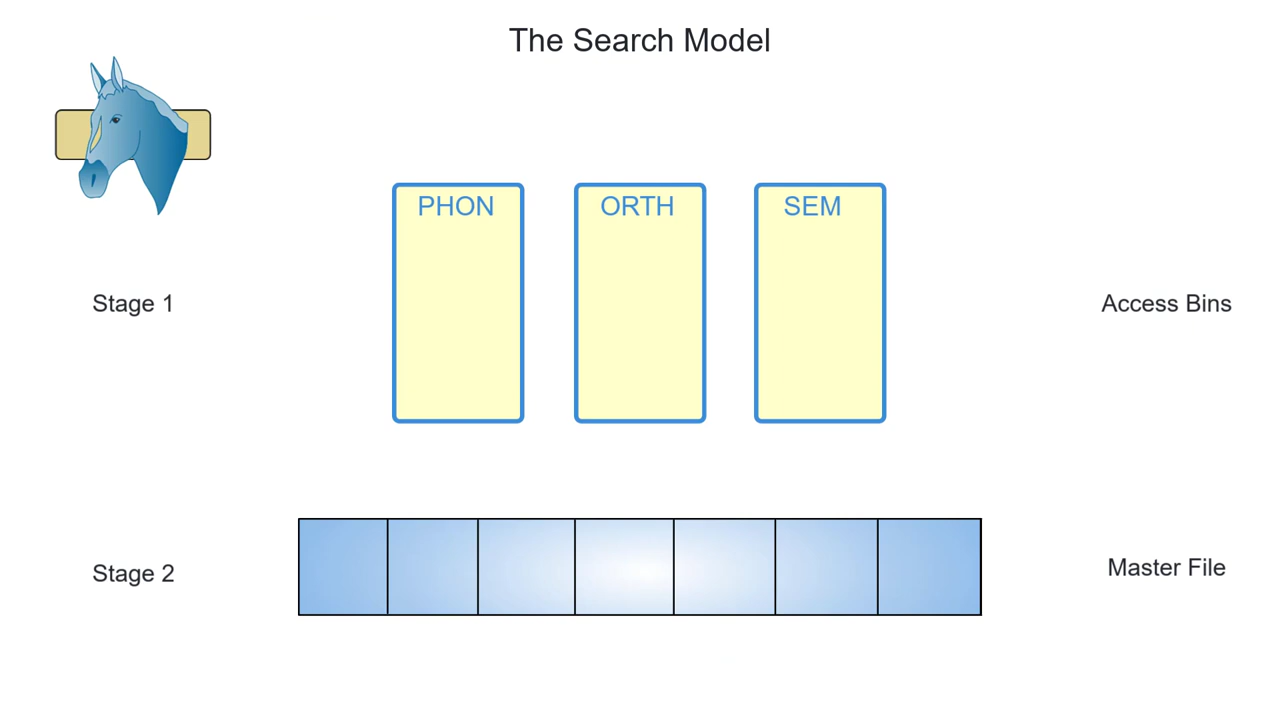 The Search Model
PHON
ORTH
SEM
Stage 1
Access Bins
Stage 2
Master File